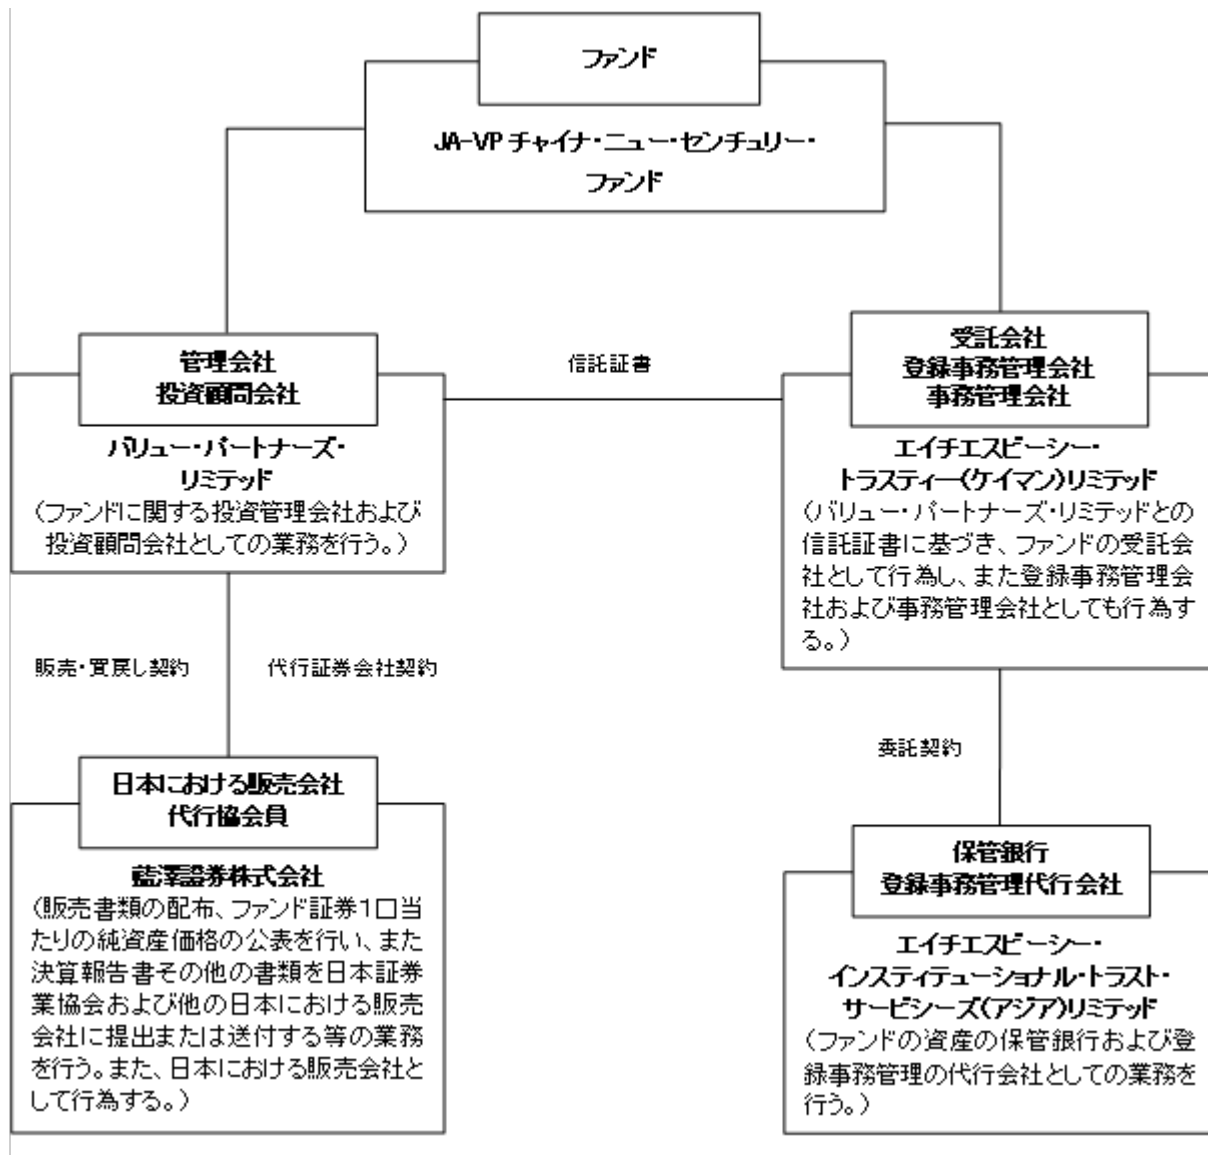 ファンド
JA-VP チャイナ・ニュー・センチュリー・
ファンド
管理会社
投資顧問会社
バリュー・パートナーズ・
リミテッド
（ファンドに関する投資管理会社および
投資顧問会社としての業務を行う。）
信託証書
受託会社
登録事務管理会社
事務管理会社
エイチエスビーシー・
トラスティー(ケイマン)リミテッド
（バリュー・パートナーズ・リミテッドとの
信託証書に基づき、ファンドの受託会
社として行為し、また登録事務管理会
社および事務管理会社としても行為す
る。）
販売・買戻し契約
代行証券会社契約
委託契約
日本における販売会社
代行協会員
藍澤證券株式会社
（販売書類の配布、ファンド証券１口当
たりの純資産価格の公表を行い、また
決算報告書その他の書類を日本証券
業協会および他の日本における販売
会社に提出または送付する等の業務
を行う。また、日本における販売会社と
して行為する。）
保管銀行
登録事務管理代行会社
エイチエスビーシー・
インスティテューショナル・トラスト・
サービシーズ(アジア)リミテッド
（ファンドの資産の保管銀行および登
録事務管理の代行会社としての業務を
行う。）